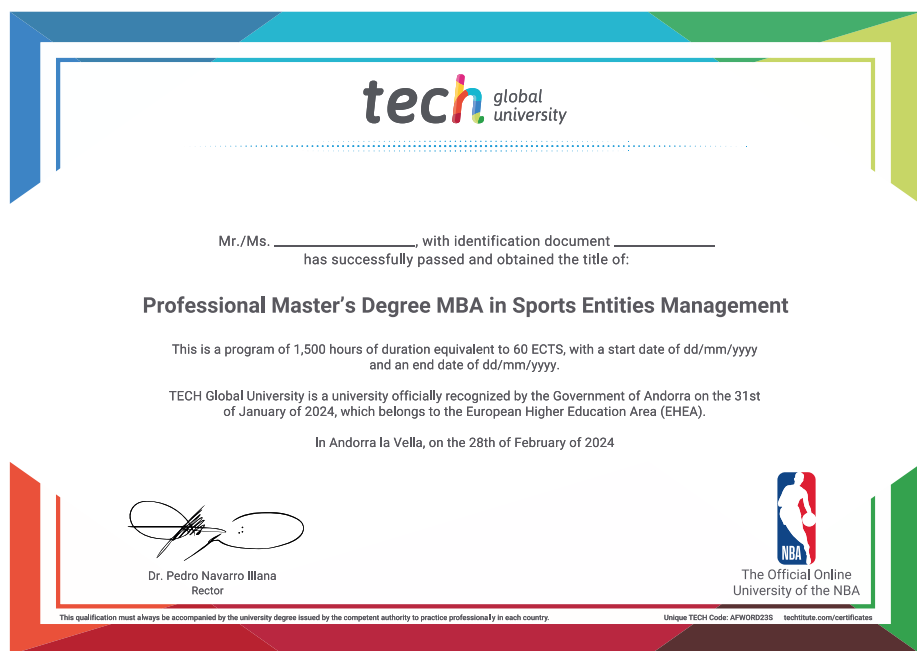 tech global university
Mr./Ms. ____________________, with identification document ______________
has successfully passed and obtained the title of:
Professional Master's Degree MBA in Sports Entities Management
This is a program of 1,500 hours of duration equivalent to 60 ECTS, with a start date of dd/mm/yyyy
and an end date of dd/mm/yyyy.
TECH Global University is a university officially recognized by the Government of Andorra on the 31st
of January of 2024, which belongs to the European Higher Education Area (EHEA).
In Andorra la Vella, on the 28th of February of 2024
Dr. Pedro Navarro Illana
Rector
NBA
The Official Online
University of the NBA
This qualification must always be accompanied by the university degree issued by the competent authority to practice professionally in each country.
Unique TECH Code: AFWORD23S techtitute.com/certificates